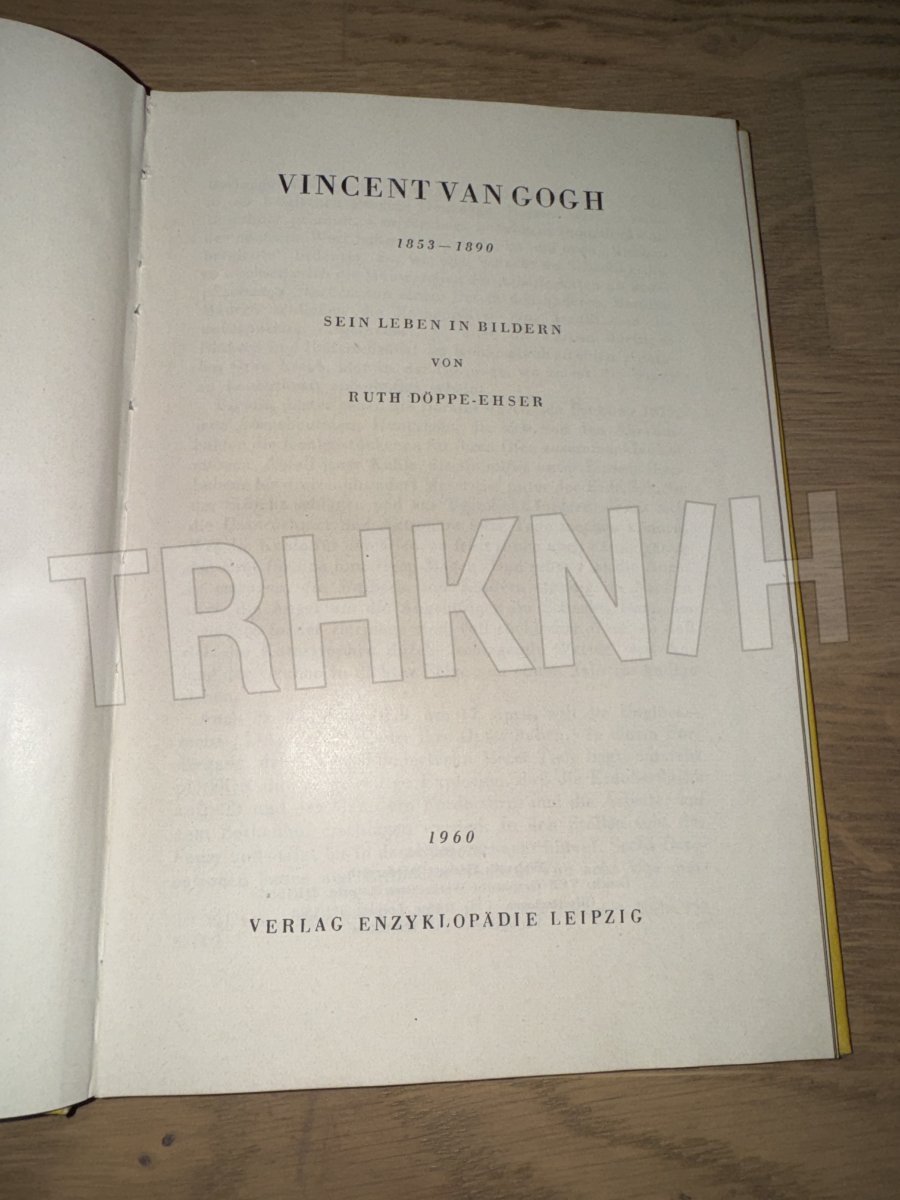 VINCENT VAN GOGH
1853—1890
SEIN LEBEN IN BILDERN
VON
RUTH DÖPPE-EHSER
TRHKN/H
1960
VERLAG ENZYKLOPÄDIE LEIPZIG